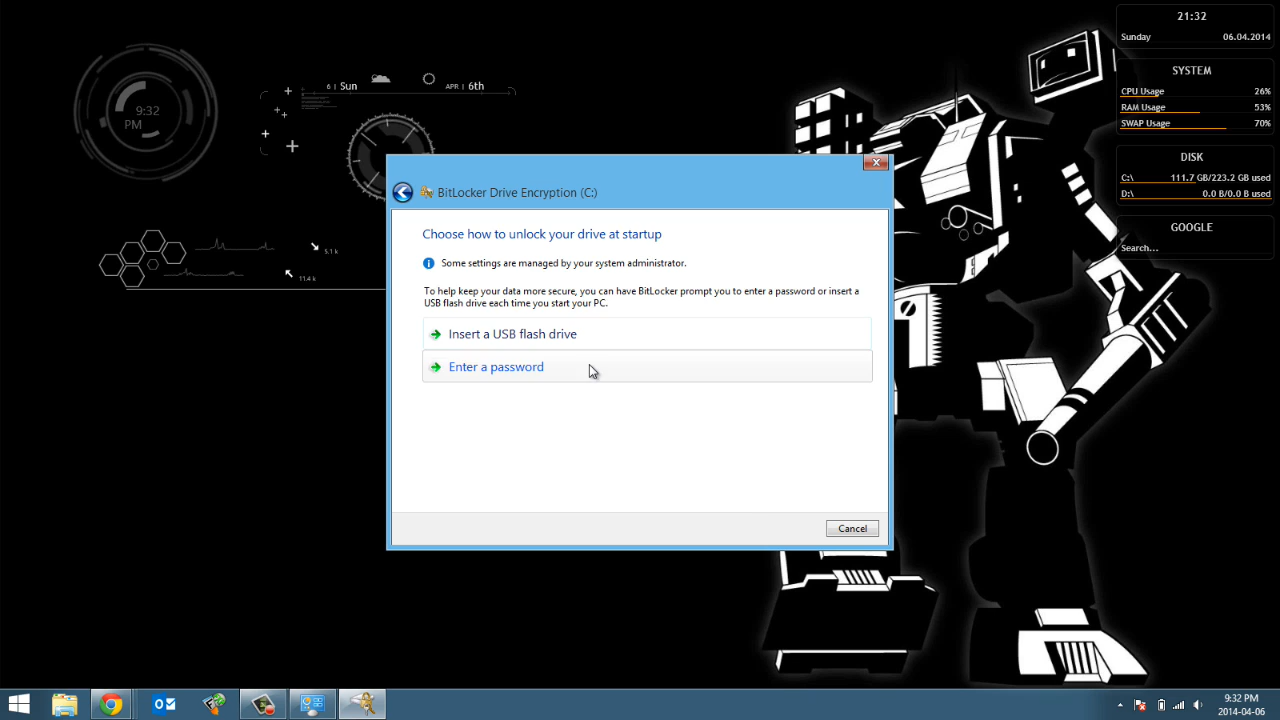 21:32
Sunday 06.04.2014
SYSTEM
CPU Usage 26%
RAM Usage 53%
SWAP Usage 70%
DISK
C:\ 111.7 GB/223.2 GB used
D:\ 0.0 B/0.0 B used
GOOGLE
Search...
9:32
PM
6 | Sun
APR | 6th
5.1 k
11.4 k
BitLocker Drive Encryption (C:)
Choose how to unlock your drive at startup
Some settings are managed by your system administrator.
To help keep your data more secure, you can have BitLocker prompt you to enter a password or insert a
USB flash drive each time you start your PC.
Insert a USB flash drive
Enter a password
Cancel
9:32 PM
2014-04-06